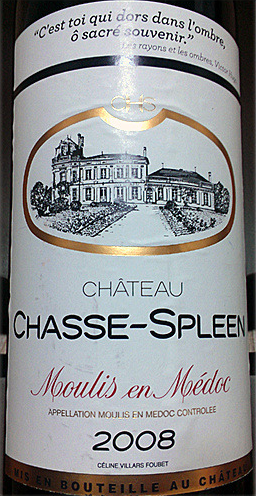 "C'est toi qui dors dans l'ombre,
ô sacré souvenir."
Les rayons et les ombres, Victor
CHÂTEAU
CHASSE-SPLEEN
Moulis en Médoc
APPELLATION MOULIS EN MEDOC CONTROLEE
2008
CÉLINE VILLARS FOUBET
MIS EN BOUTEILLE AU CHÂTEAU